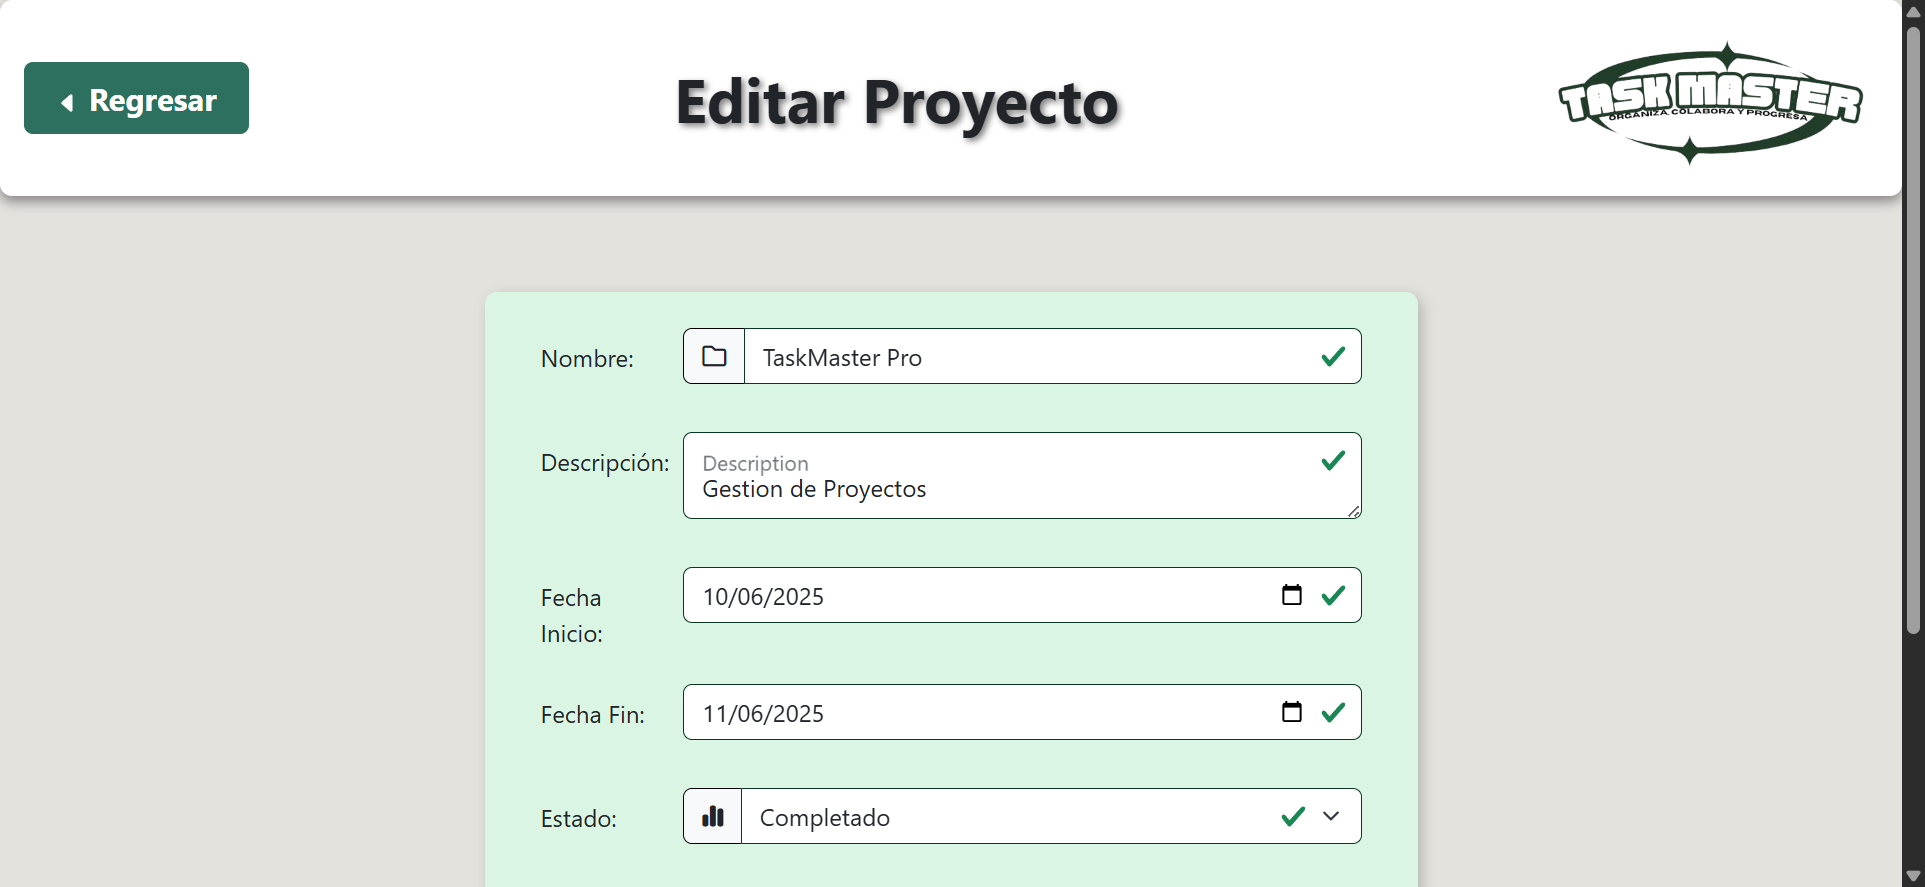 Regresar
Editar Proyecto
TASK MASTER
ORGANIZA, COLABORA Y PROGRESA
Nombre:
TaskMaster Pro
Descripción:
Description
Gestion de Proyectos
Fecha
Inicio:
10/06/2025
Fecha Fin:
11/06/2025
Estado:
Completado